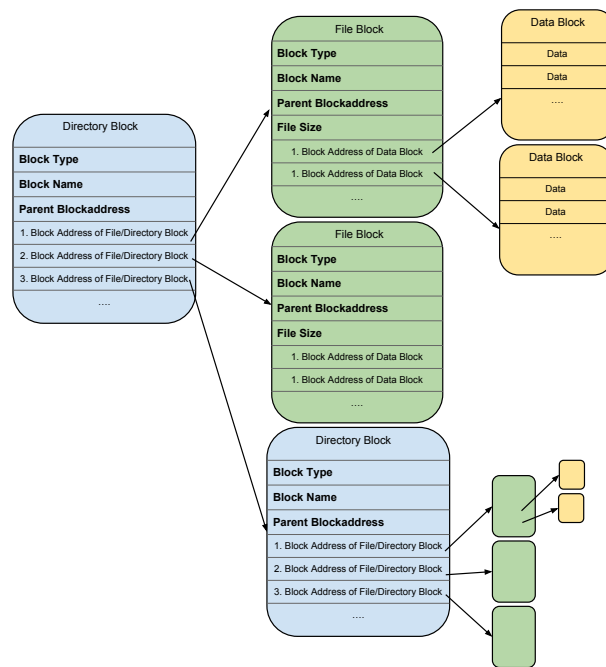 Directory Block
Block Type
Block Name
Parent Blockaddress
1. Block Address of File/Directory Block
2. Block Address of File/Directory Block
3. Block Address of File/Directory Block
....
File Block
Block Type
Block Name
Parent Blockaddress
File Size
1. Block Address of Data Block
1. Block Address of Data Block
....
Data Block
Data
Data
....
Data Block
Data
Data
....
File Block
Block Type
Block Name
Parent Blockaddress
File Size
1. Block Address of Data Block
1. Block Address of Data Block
....
Directory Block
Block Type
Block Name
Parent Blockaddress
1. Block Address of File/Directory Block
2. Block Address of File/Directory Block
3. Block Address of File/Directory Block
....